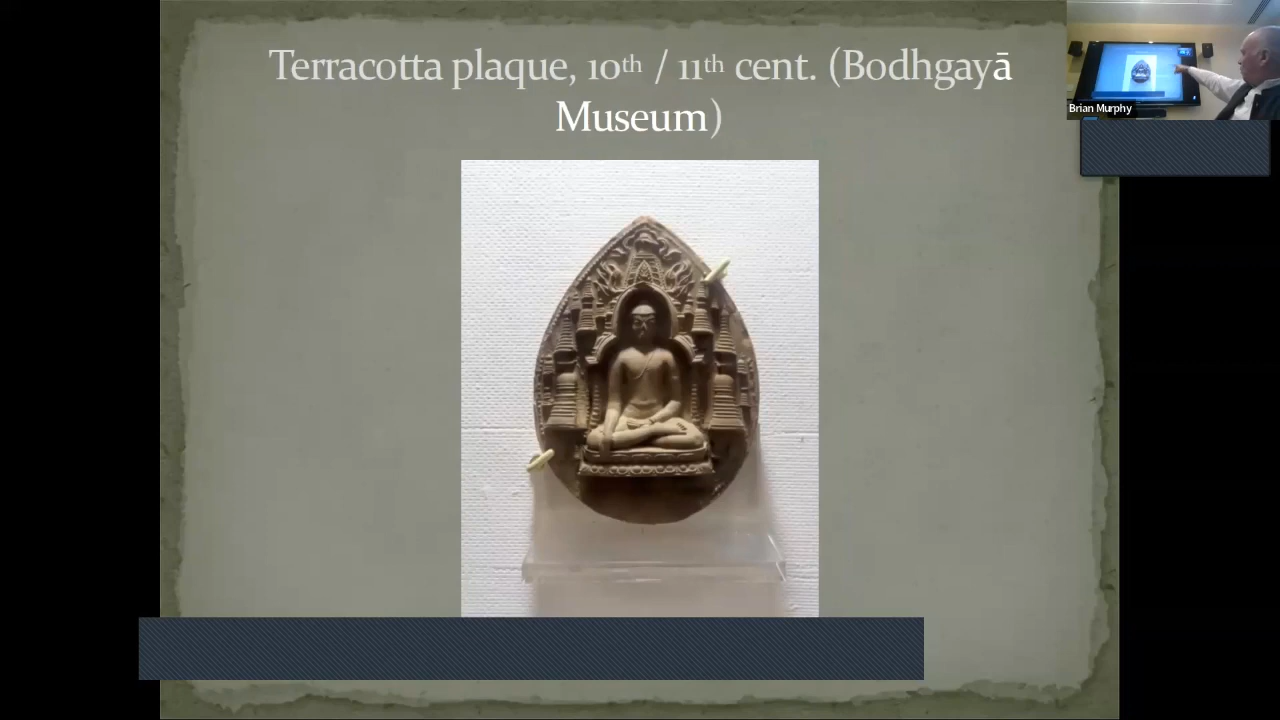 Terracotta plaque, 10th / 11th cent. (Bodhgayā
Museum)
Brian Murphy